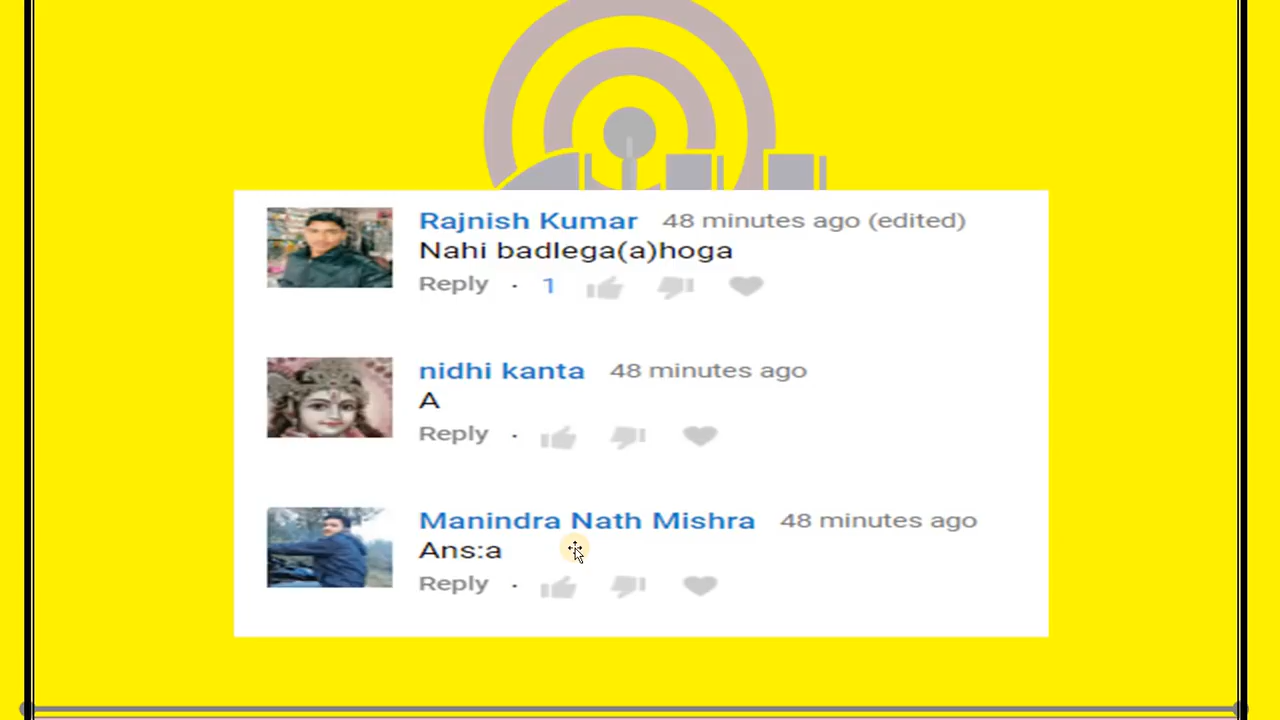 Rajnish Kumar 48 minutes ago (edited)
Nahi badlega(a)hoga
Reply · 1
nidhi kanta 48 minutes ago
A
Reply ·
Manindra Nath Mishra 48 minutes ago
Ans:a
Reply ·